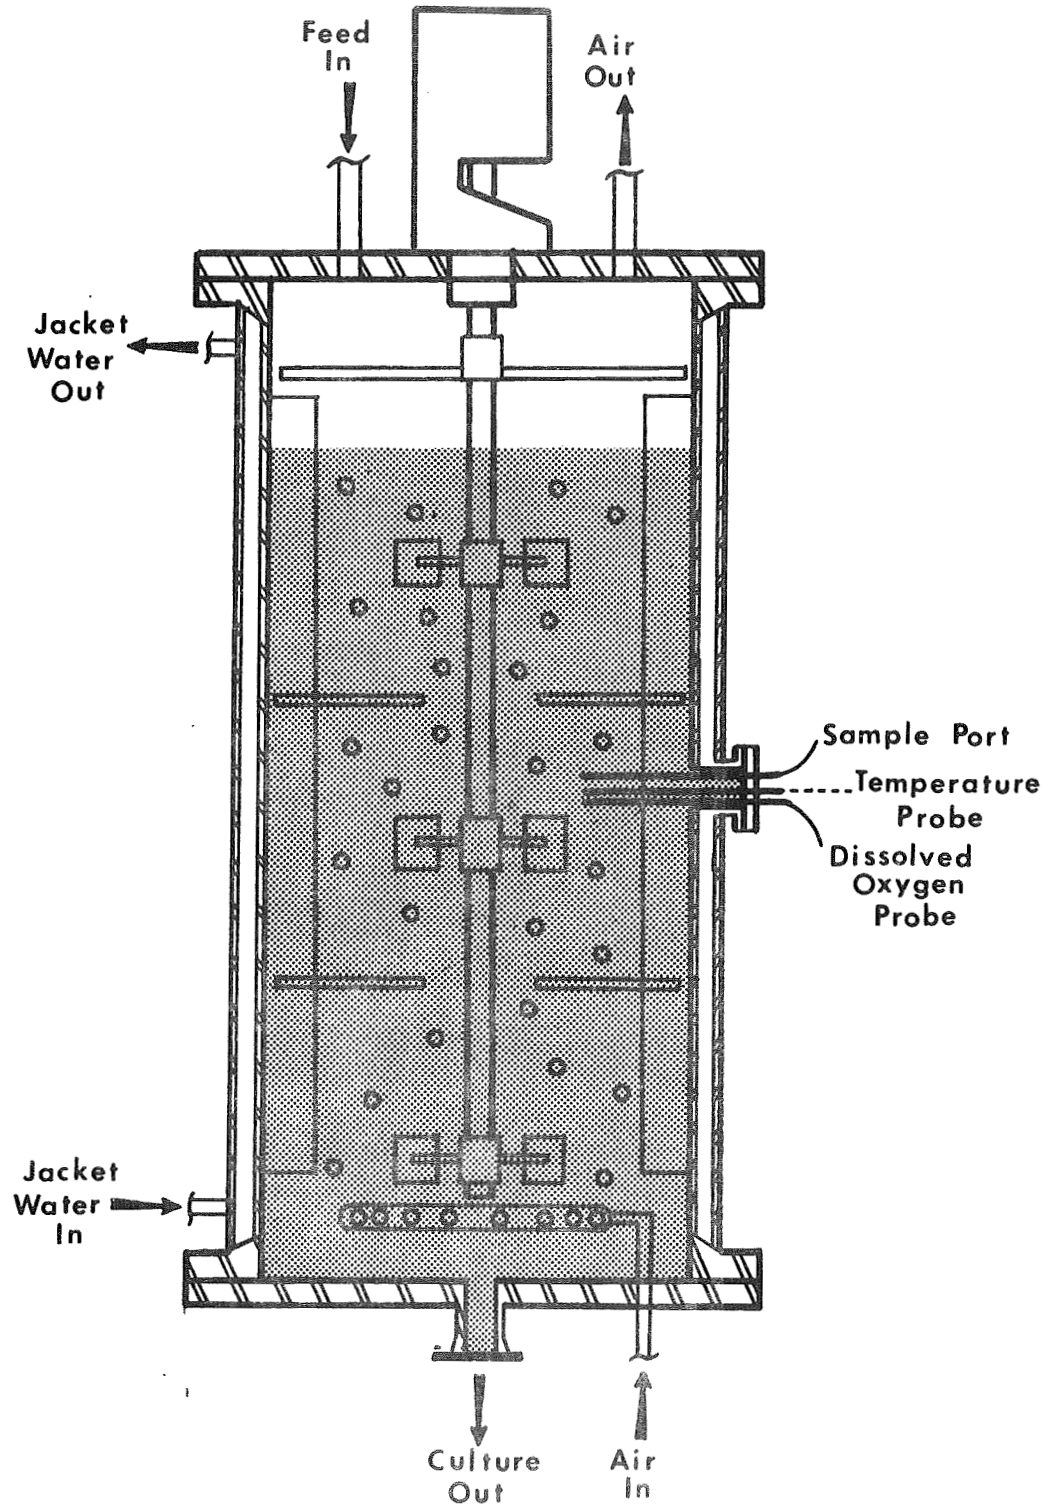 Feed
In
Air
Out
Jacket
Water
Out
Sample Port
Temperature
Probe
Dissolved
Oxygen
Probe
Jacket
Water
In
Culture
Out
Air
In